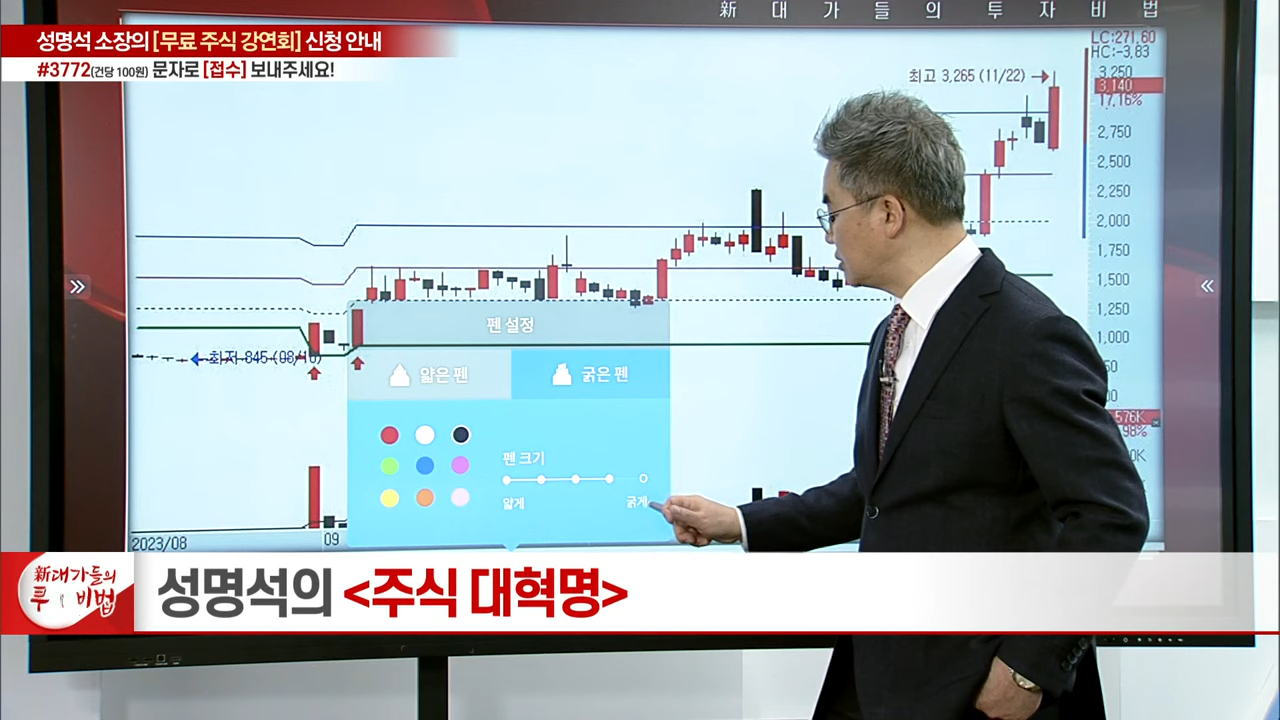 新대가들의 투자비법
성명석 소장의 [무료 주식 강연회] 신청 안내
#3772(건당 100원) 문자로 [접수] 보내주세요!
LC:271.60
HC:-3.83
최고 3,265 (11/22)
3,250
3,140
17.16%
2,750
2,500
2,250
2,000
1,750
1,500
1,250
1,000
최저 845 (08/16)
펜 설정
얇은 펜
굵은 펜
펜 크기
얇게
굵게
576K
98%
2023/08
09
新대가들의
투 비법
성명석의 <주식 대혁명>